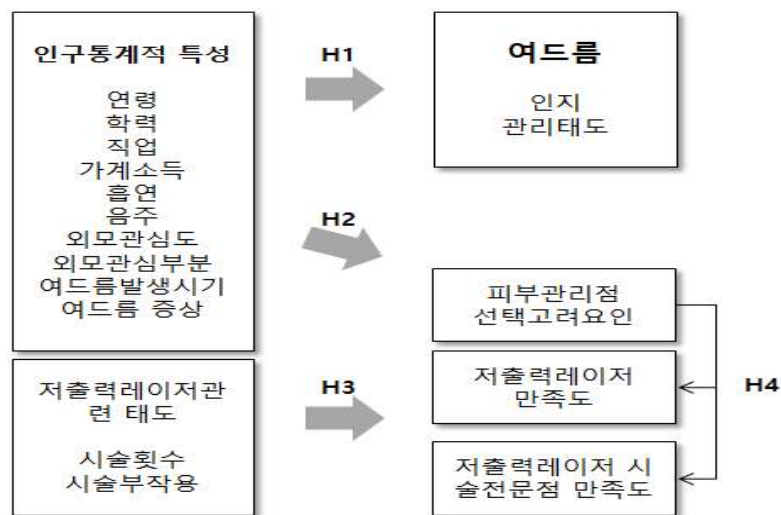 인구통계적 특성
연령
학력
직업
가계소득
흡연
음주
외모관심도
외모관심부분
여드름발생시기
여드름 증상
저출력레이저관
련 태도
시술횟수
시술부작용
H1
H2
H3
여드름
인지
관리태도
피부관리점
선택고려요인
저출력레이저
만족도
저출력레이저 시
술전문점 만족도
H4